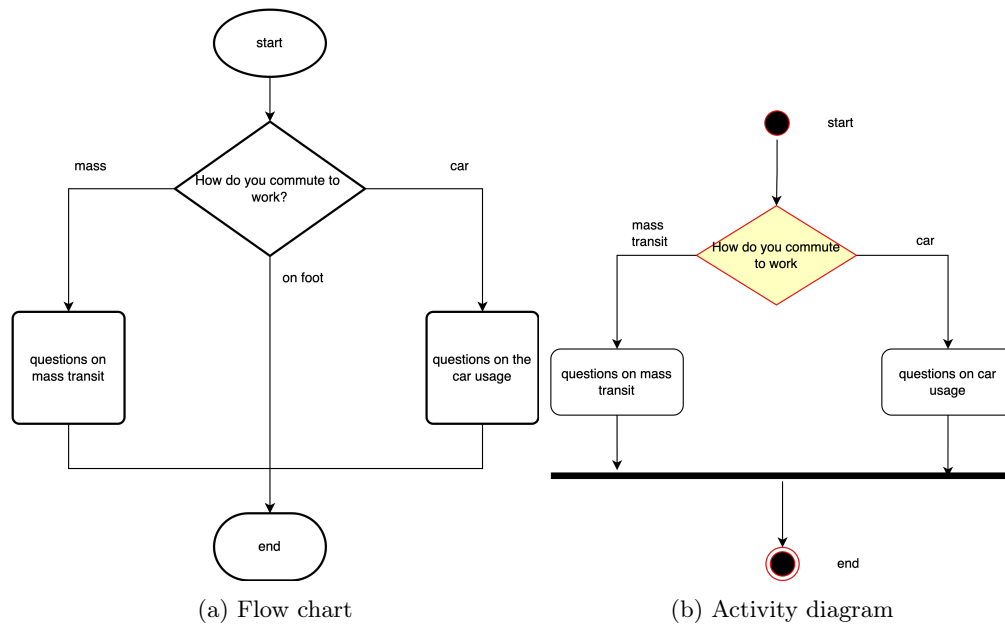 start
mass
How do you commute to
work?
car
on foot
questions on
mass transit
questions on the
car usage
end
(a) Flow chart
start
mass
transit
How do you commute
to work
car
questions on mass
transit
questions on car
usage
end
(b) Activity diagram